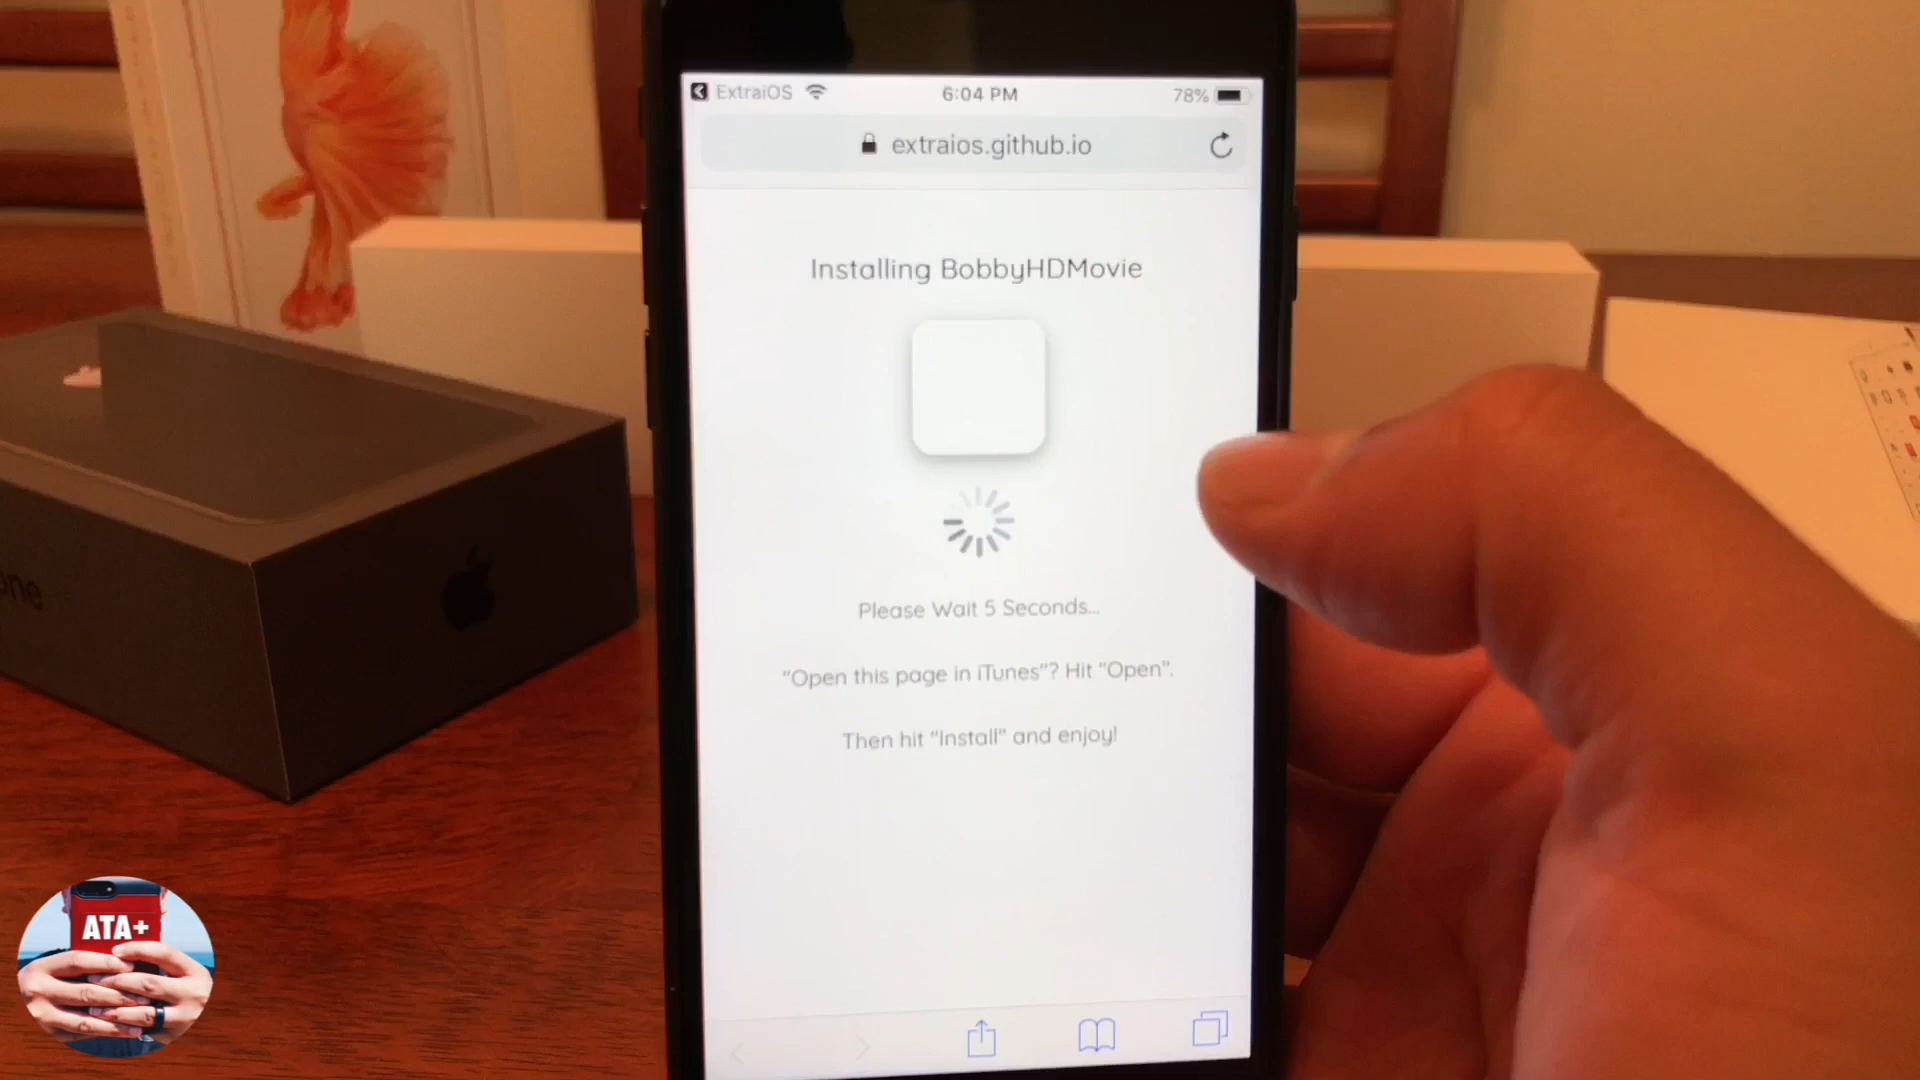 ExtraiOS
6:04 PM
78%
extraios.github.io
Installing BobbyHDMovie
Please Wait 5 Seconds...
"Open this page in iTunes"? Hit "Open".
Then hit "Install" and enjoy!
ATA+